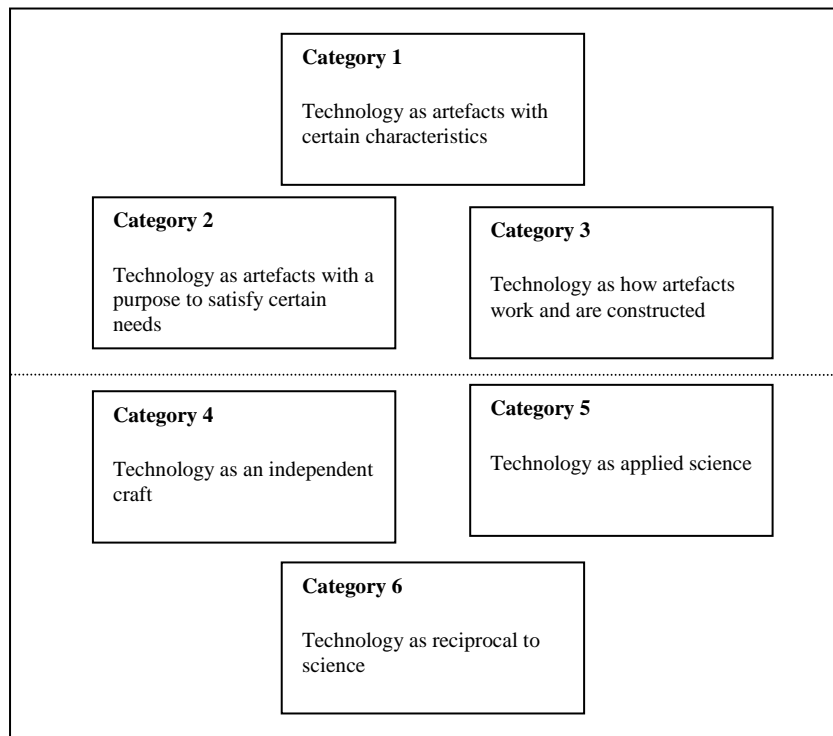 Category 1
Technology as artefacts with
certain characteristics
Category 2
Technology as artefacts with a
purpose to satisfy certain
needs
Category 3
Technology as how artefacts
work and are constructed
Category 4
Technology as an independent
craft
Category 5
Technology as applied science
Category 6
Technology as reciprocal to
science